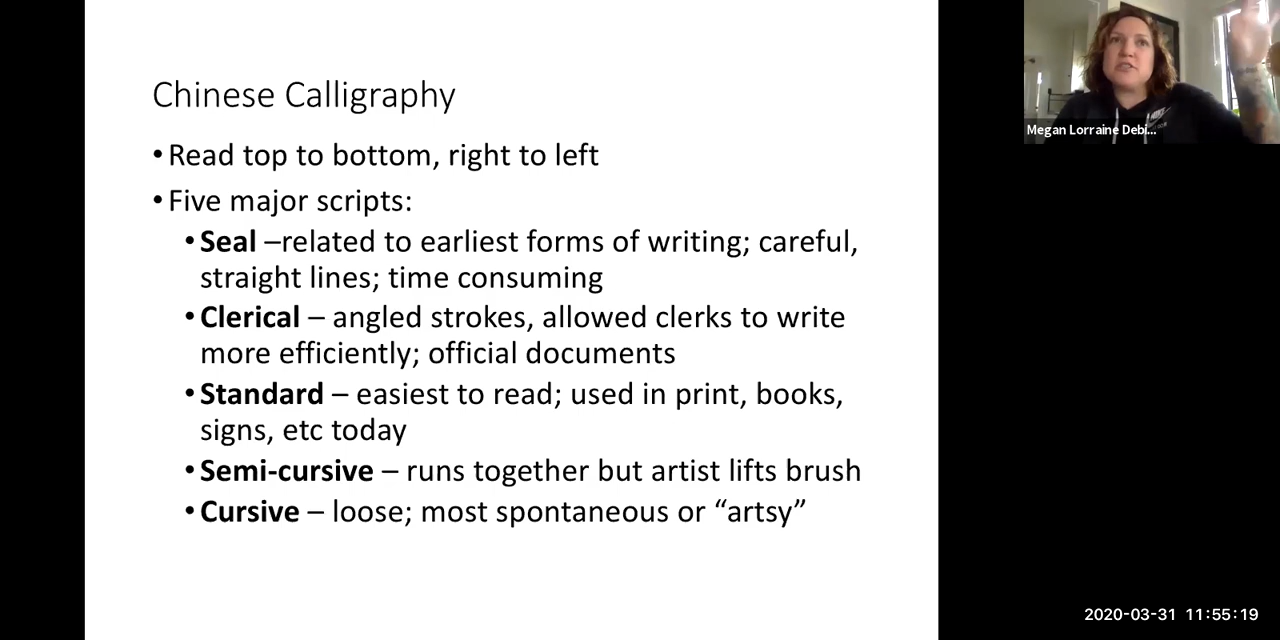 Chinese Calligraphy
• Read top to bottom, right to left
• Five major scripts:
• Seal –related to earliest forms of writing; careful,
straight lines; time consuming
• Clerical – angled strokes, allowed clerks to write
more efficiently; official documents
• Standard – easiest to read; used in print, books,
signs, etc today
• Semi-cursive – runs together but artist lifts brush
• Cursive – loose; most spontaneous or “artsy”
Megan Lorraine Debi...
2020-03-31 11:55:19